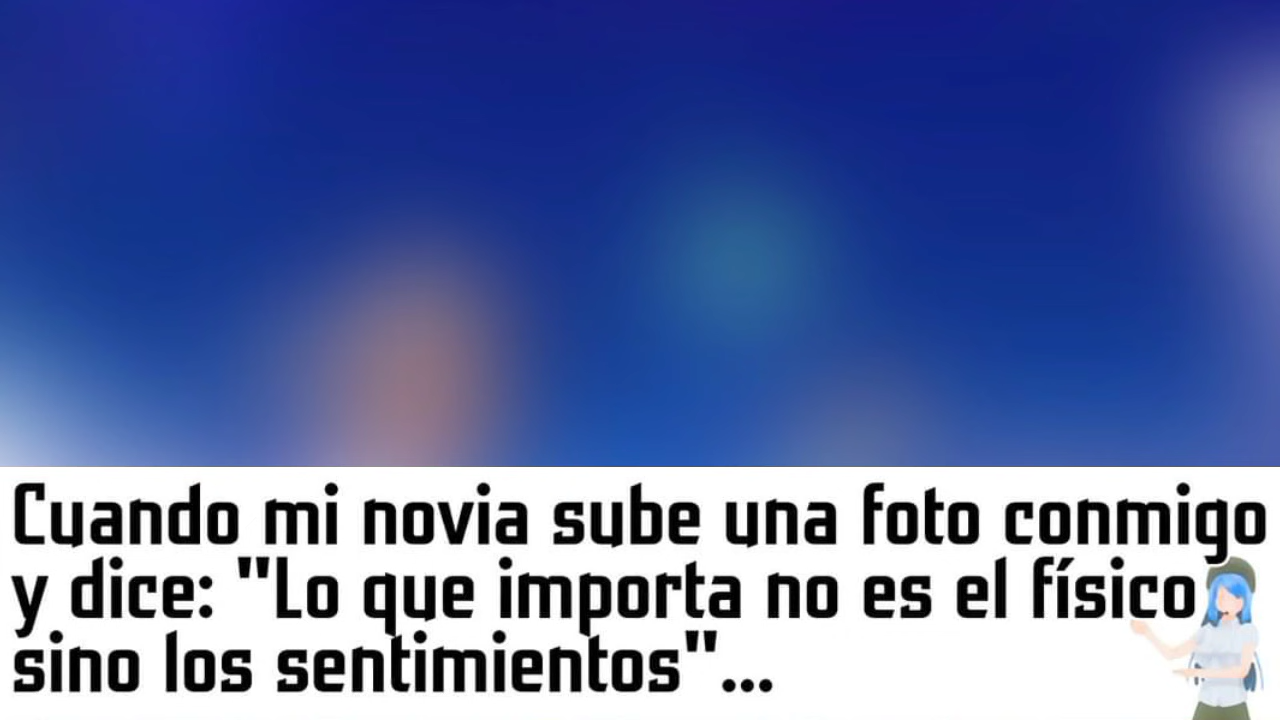 Cuando mi novia sube una foto conmigo
y dice: "Lo que importa no es el físico
sino los sentimientos"...